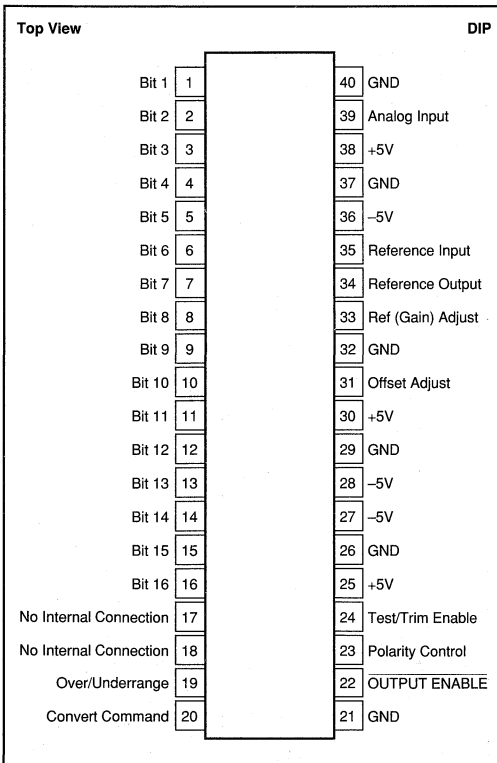 Top View DIP
Bit 1 1 40 GND
Bit 2 2 39 Analog Input
Bit 3 3 38 +5V
Bit 4 4 37 GND
Bit 5 5 36 –5V
Bit 6 6 35 Reference Input
Bit 7 7 34 Reference Output
Bit 8 8 33 Ref (Gain) Adjust
Bit 9 9 32 GND
Bit 10 10 31 Offset Adjust
Bit 11 11 30 +5V
Bit 12 12 29 GND
Bit 13 13 28 –5V
Bit 14 14 27 –5V
Bit 15 15 26 GND
Bit 16 16 25 +5V
No Internal Connection 17 24 Test/Trim Enable
No Internal Connection 18 23 Polarity Control
Over/Underrange 19 22 OUTPUT ENABLE
Convert Command 20 21 GND